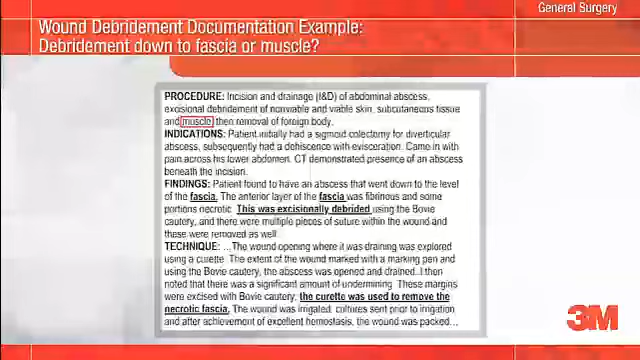 General Surgery
Wound Debridement Documentation Example:
Debridement down to fascia or muscle?
PROCEDURE: Incision and drainage (I&D) of abdominal abscess,
excisional debridement of nonviable and viable skin, subcutaneous tissue
and muscle then removal of foreign body.
INDICATIONS: Patient initially had a sigmoid colectomy for diverticular
abscess, subsequently had a dehiscence with evisceration. Came in with
pain across his lower abdomen. CT demonstrated presence of an abscess
beneath the incision.
FINDINGS: Patient found to have an abscess that went down to the level
of the fascia. The anterior layer of the fascia was fibrinous and some
portions necrotic. This was excisionally debrided using the Bovie
cautery, and there were multiple pieces of suture within the wound and
these were removed as well.
TECHNIQUE: ...The wound opening where it was draining was explored
using a curette. The extent of the wound marked with a marking pen and
using the Bovie cautery, the abscess was opened and drained. I then
noted that there was a significant amount of undermining. These margins
were excised with Bovie cautery, the curette was used to remove the
necrotic fascia. The wound was irrigated, cultures sent prior to irrigation
and after achievement of excellent hemostasis, the wound was packed...
3M